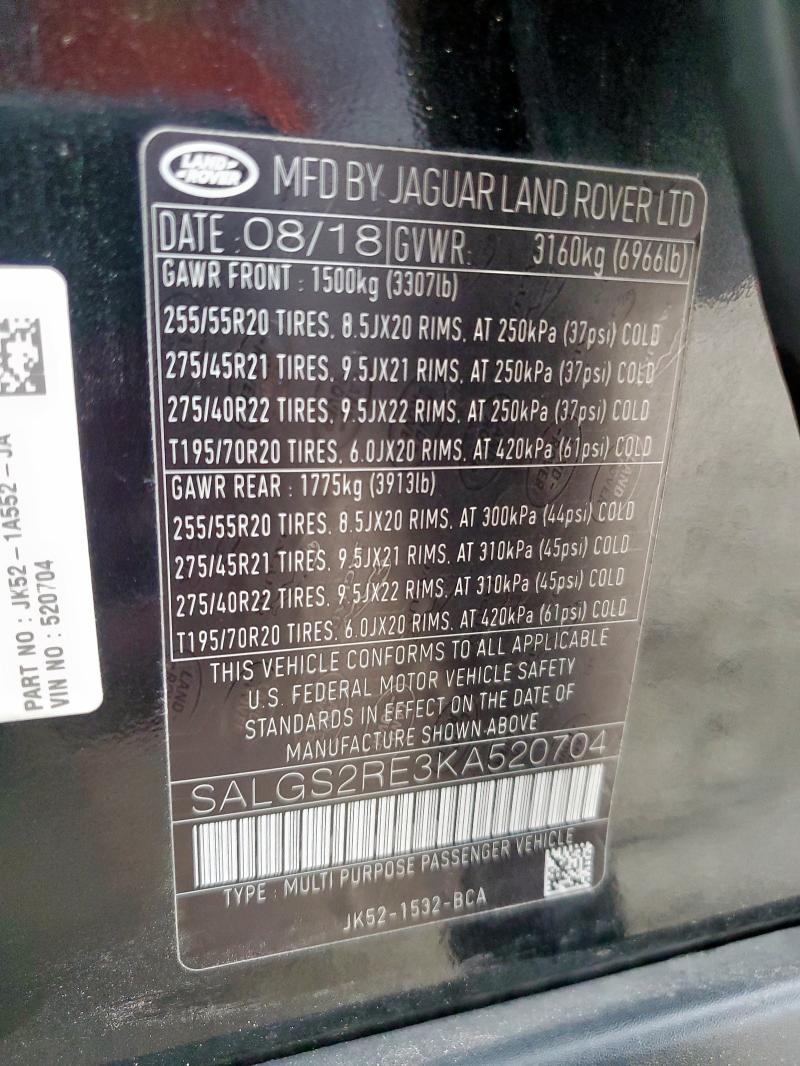 LAND ROVER
MFD BY JAGUAR LAND ROVER LTD
DATE : 08/18 GVWR: 3160kg (6966lb)
GAWR FRONT : 1500kg (3307lb)
255/55R20 TIRES, 8.5JX20 RIMS, AT 250kPa (37psi) COLD
275/45R21 TIRES, 9.5JX21 RIMS, AT 250kPa (37psi) COLD
275/40R22 TIRES, 9.5JX22 RIMS, AT 250kPa (37psi) COLD
T195/70R20 TIRES, 6.0JX20 RIMS, AT 420kPa (61psi) COLD
GAWR REAR : 1775kg (3913lb)
255/55R20 TIRES, 8.5JX20 RIMS, AT 300kPa (44psi) COLD
275/45R21 TIRES, 9.5JX21 RIMS, AT 310kPa (45psi) COLD
275/40R22 TIRES, 9.5JX22 RIMS, AT 310kPa (45psi) COLD
T195/70R20 TIRES, 6.0JX20 RIMS, AT 420kPa (61psi) COLD
THIS VEHICLE CONFORMS TO ALL APPLICABLE
U.S. FEDERAL MOTOR VEHICLE SAFETY
STANDARDS IN EFFECT ON THE DATE OF
MANUFACTURE SHOWN ABOVE
SALGS2RE3KA520704
TYPE : MULTI PURPOSE PASSENGER VEHICLE
JK52-1532-BCA
PART NO : JK52 - 1A552 - JA
VIN NO : 520704